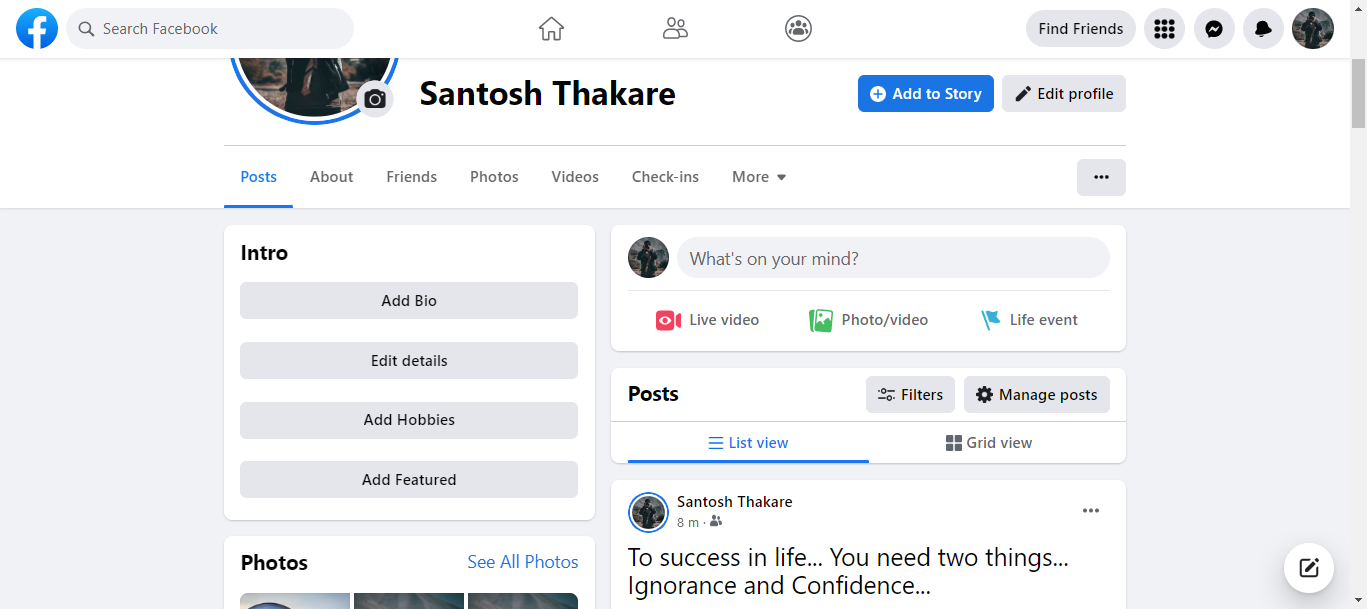 Search Facebook
Find Friends
Santosh Thakare
Add to Story
Edit profile
Posts
About
Friends
Photos
Videos
Check-ins
More
Intro
Add Bio
Edit details
Add Hobbies
Add Featured
Photos
See All Photos
What's on your mind?
Live video
Photo/video
Life event
Posts
Filters
Manage posts
List view
Grid view
Santosh Thakare
8 m ·
To success in life... You need two things...
Ignorance and Confidence...